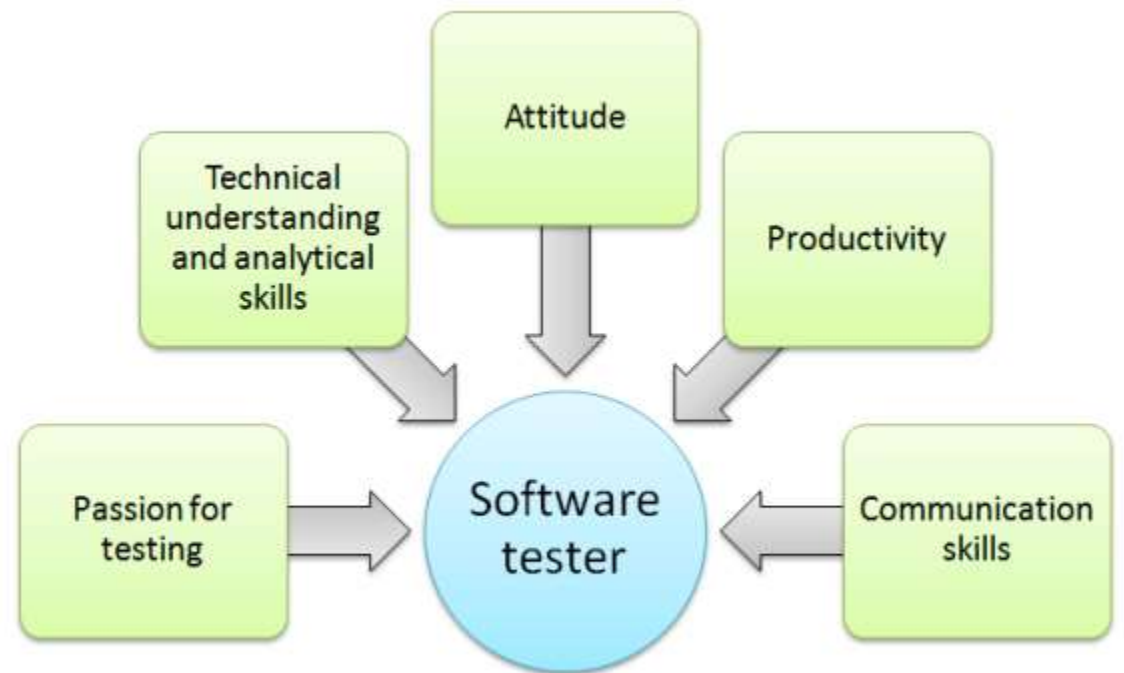 Attitude
Technical
understanding
and analytical
skills
Productivity
Passion for
testing
Software
tester
Communication
skills